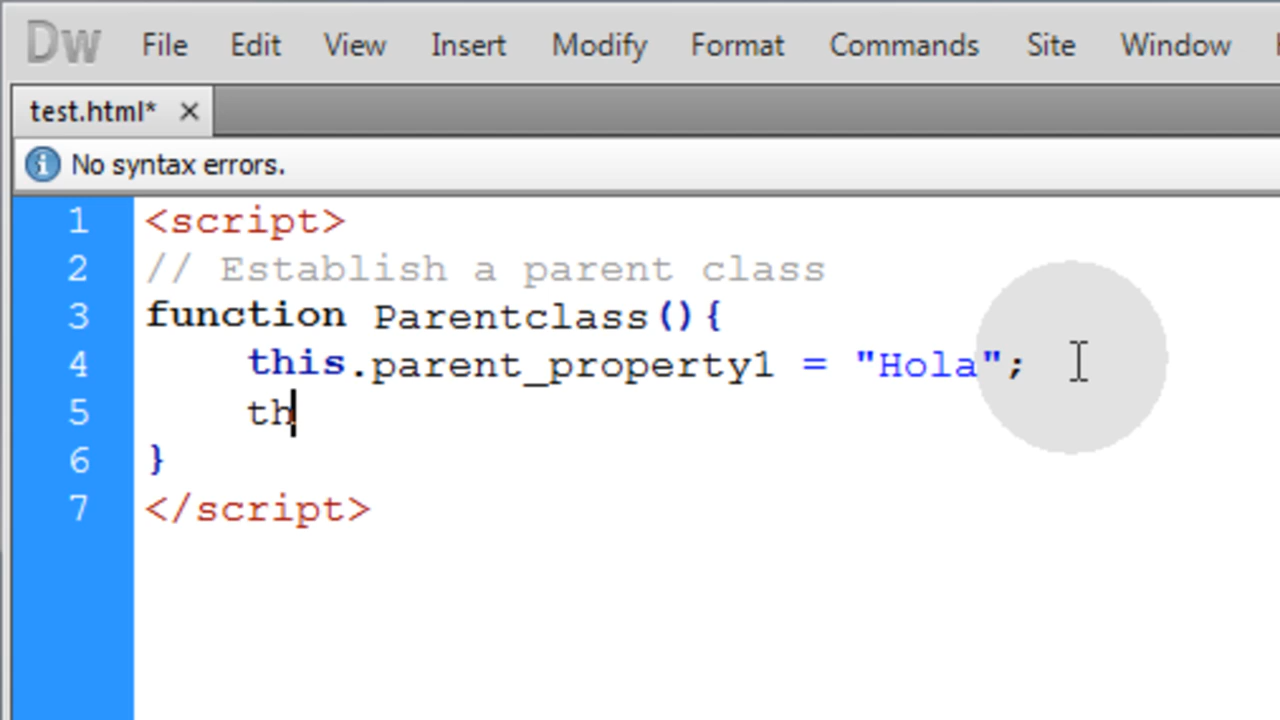 Dw File Edit View Insert Modify Format Commands Site Window
test.html* ×
No syntax errors.
1 <script>
2 // Establish a parent class
3 function Parentclass(){
4     this.parent_property1 = "Hola";
5     th
6 }
7 </script>